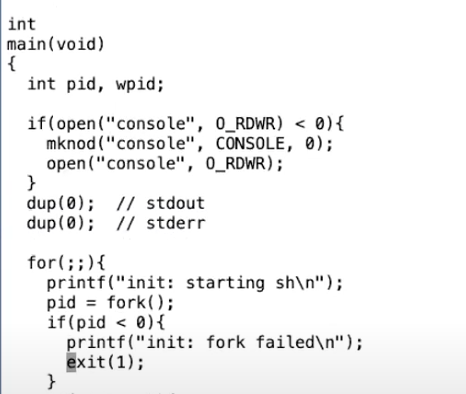 int
main(void)
{
  int pid, wpid;

  if(open("console", O_RDWR) < 0){
    mknod("console", CONSOLE, 0);
    open("console", O_RDWR);
  }
  dup(0);  // stdout
  dup(0);  // stderr

  for(;;){
    printf("init: starting sh\n");
    pid = fork();
    if(pid < 0){
      printf("init: fork failed\n");
      exit(1);
    }